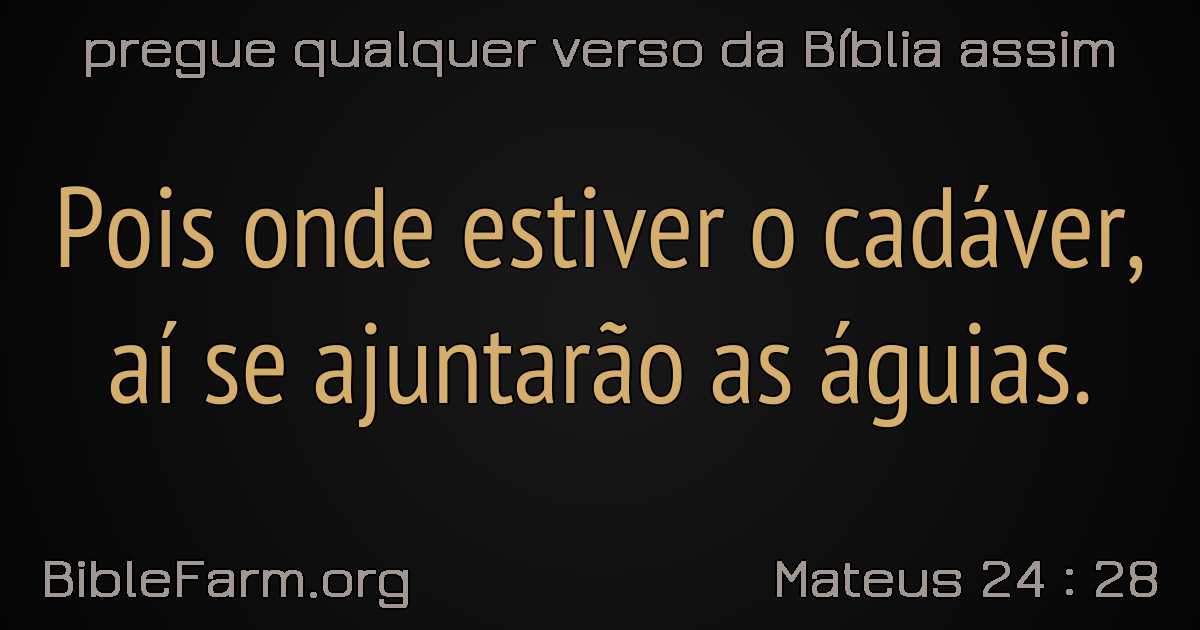 pregue qualquer verso da Bíblia assim
Pois onde estiver o cadáver,
aí se ajuntarão as águias.
BibleFarm.org
Mateus 24 : 28